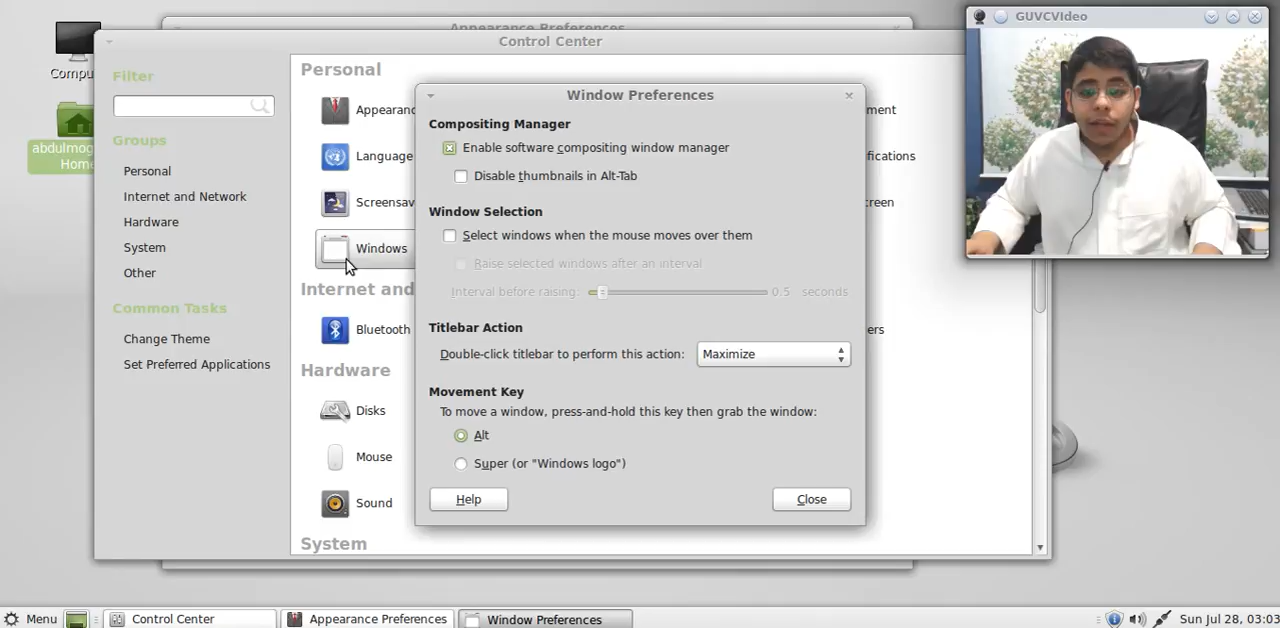 Appearance Preferences
Control Center
GUVCVIdeo
Compu
abdulmog
Home
Filter
Groups
Personal
Internet and Network
Hardware
System
Other
Common Tasks
Change Theme
Set Preferred Applications
Personal
Appearanc
Language
Screensav
Windows
Internet and
Bluetooth
Hardware
Disks
Mouse
Sound
System
ment
ifications
reen
ers
Window Preferences
Compositing Manager
Enable software compositing window manager
Disable thumbnails in Alt-Tab
Window Selection
Select windows when the mouse moves over them
Raise selected windows after an interval
Interval before raising: 0.5 seconds
Titlebar Action
Double-click titlebar to perform this action: Maximize
Movement Key
To move a window, press-and-hold this key then grab the window:
Alt
Super (or "Windows logo")
Help Close
Menu Control Center Appearance Preferences Window Preferences Sun Jul 28, 03:03